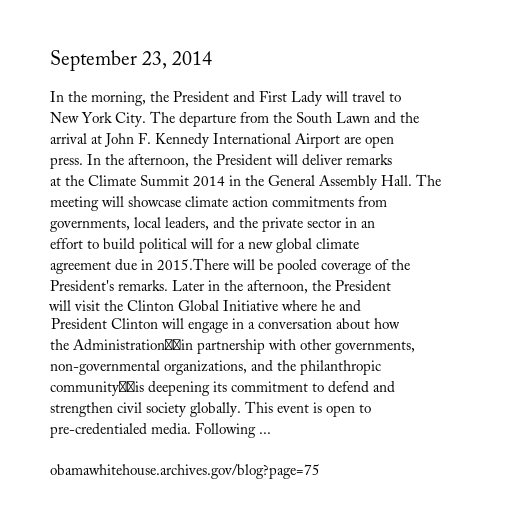 September 23, 2014
In the morning, the President and First Lady will travel to
New York City. The departure from the South Lawn and the
arrival at John F. Kennedy International Airport are open
press. In the afternoon, the President will deliver remarks
at the Climate Summit 2014 in the General Assembly Hall. The
meeting will showcase climate action commitments from
governments, local leaders, and the private sector in an
effort to build political will for a new global climate
agreement due in 2015.There will be pooled coverage of the
President's remarks. Later in the afternoon, the President
will visit the Clinton Global Initiative where he and
President Clinton will engage in a conversation about how
the Administration☒☒in partnership with other governments,
non-governmental organizations, and the philanthropic
community☒☒is deepening its commitment to defend and
strengthen civil society globally. This event is open to
pre-credentialed media. Following ...
obamawhitehouse.archives.gov/blog?page=75